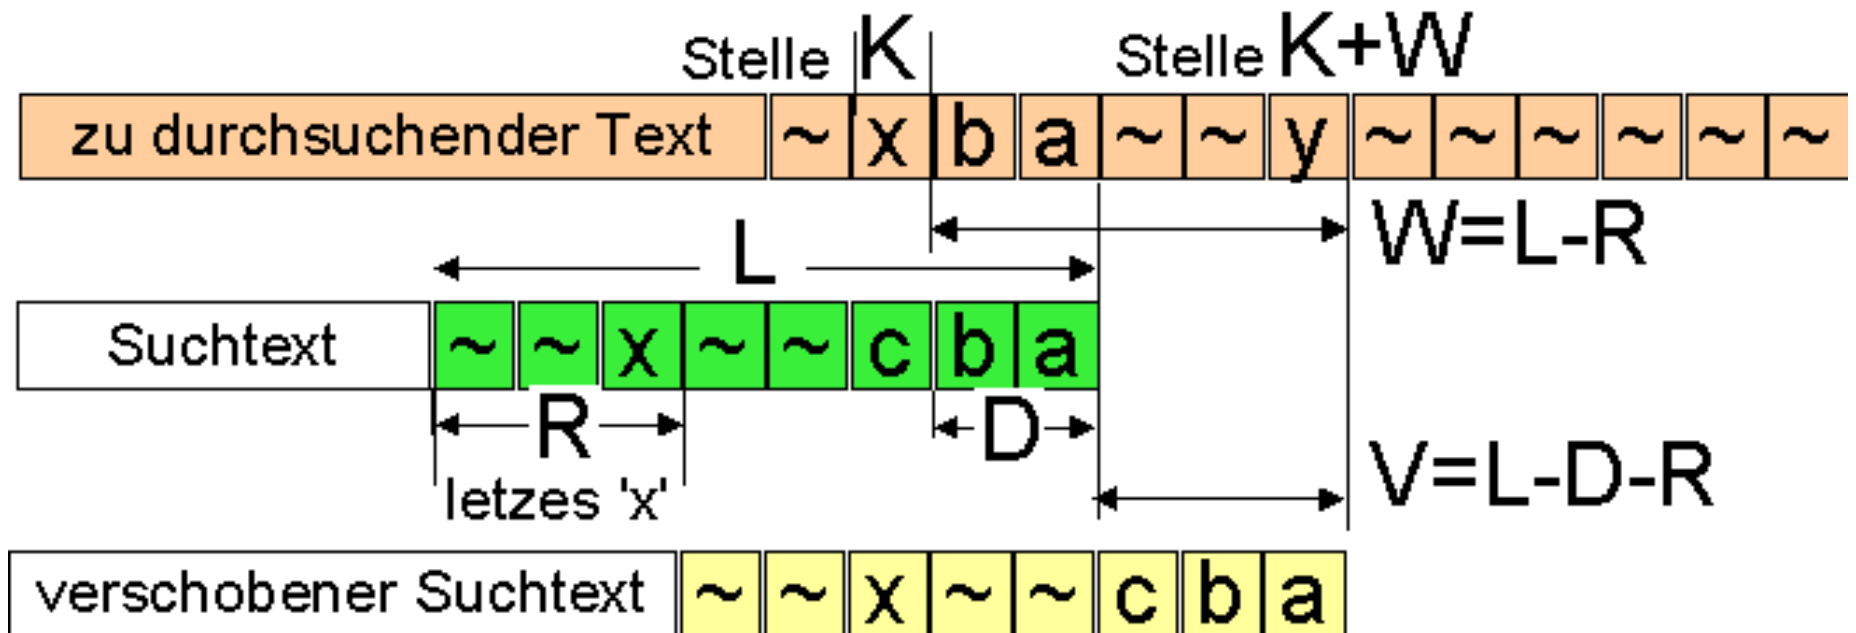 Stelle K Stelle K+W
zu durchsuchender Text ~ x b a ~ ~ y ~ ~ ~ ~ ~ ~
W=L-R
L
Suchtext ~ ~ x ~ ~ c b a
R D
V=L-D-R
letzes 'x'
verschobener Suchtext ~ ~ x ~ ~ c b a